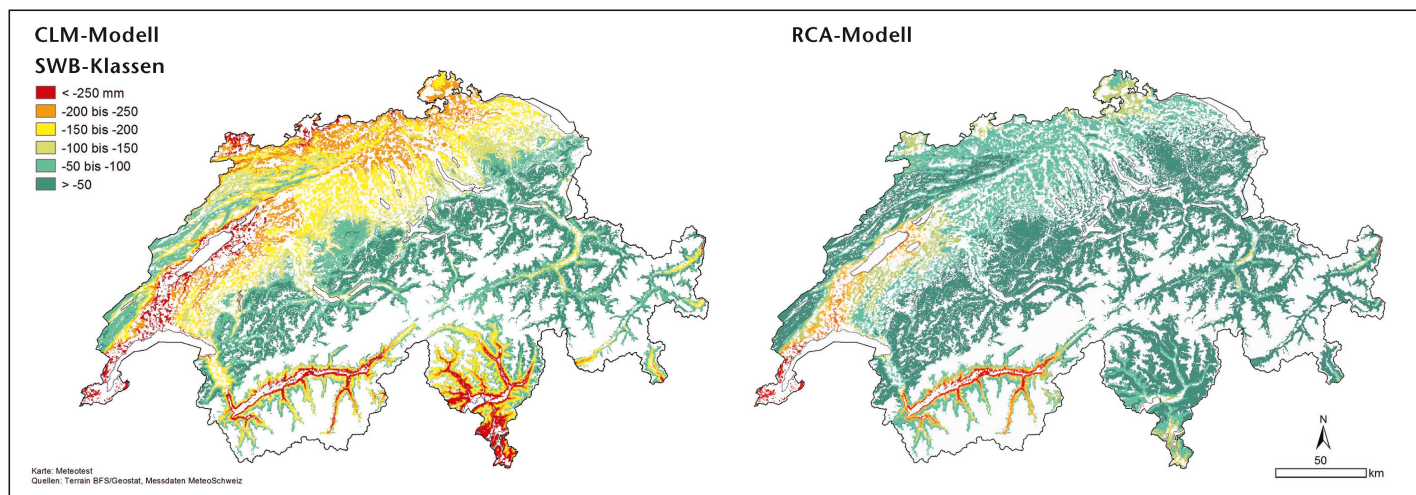 CLM-Modell
SWB-Klassen
< -250 mm
-200 bis -250
-150 bis -200
-100 bis -150
-50 bis -100
> -50
RCA-Modell
Karte: Meteotest
Quellen: Terrain BFS/Geostat, Messdaten MeteoSchweiz
N
50
km